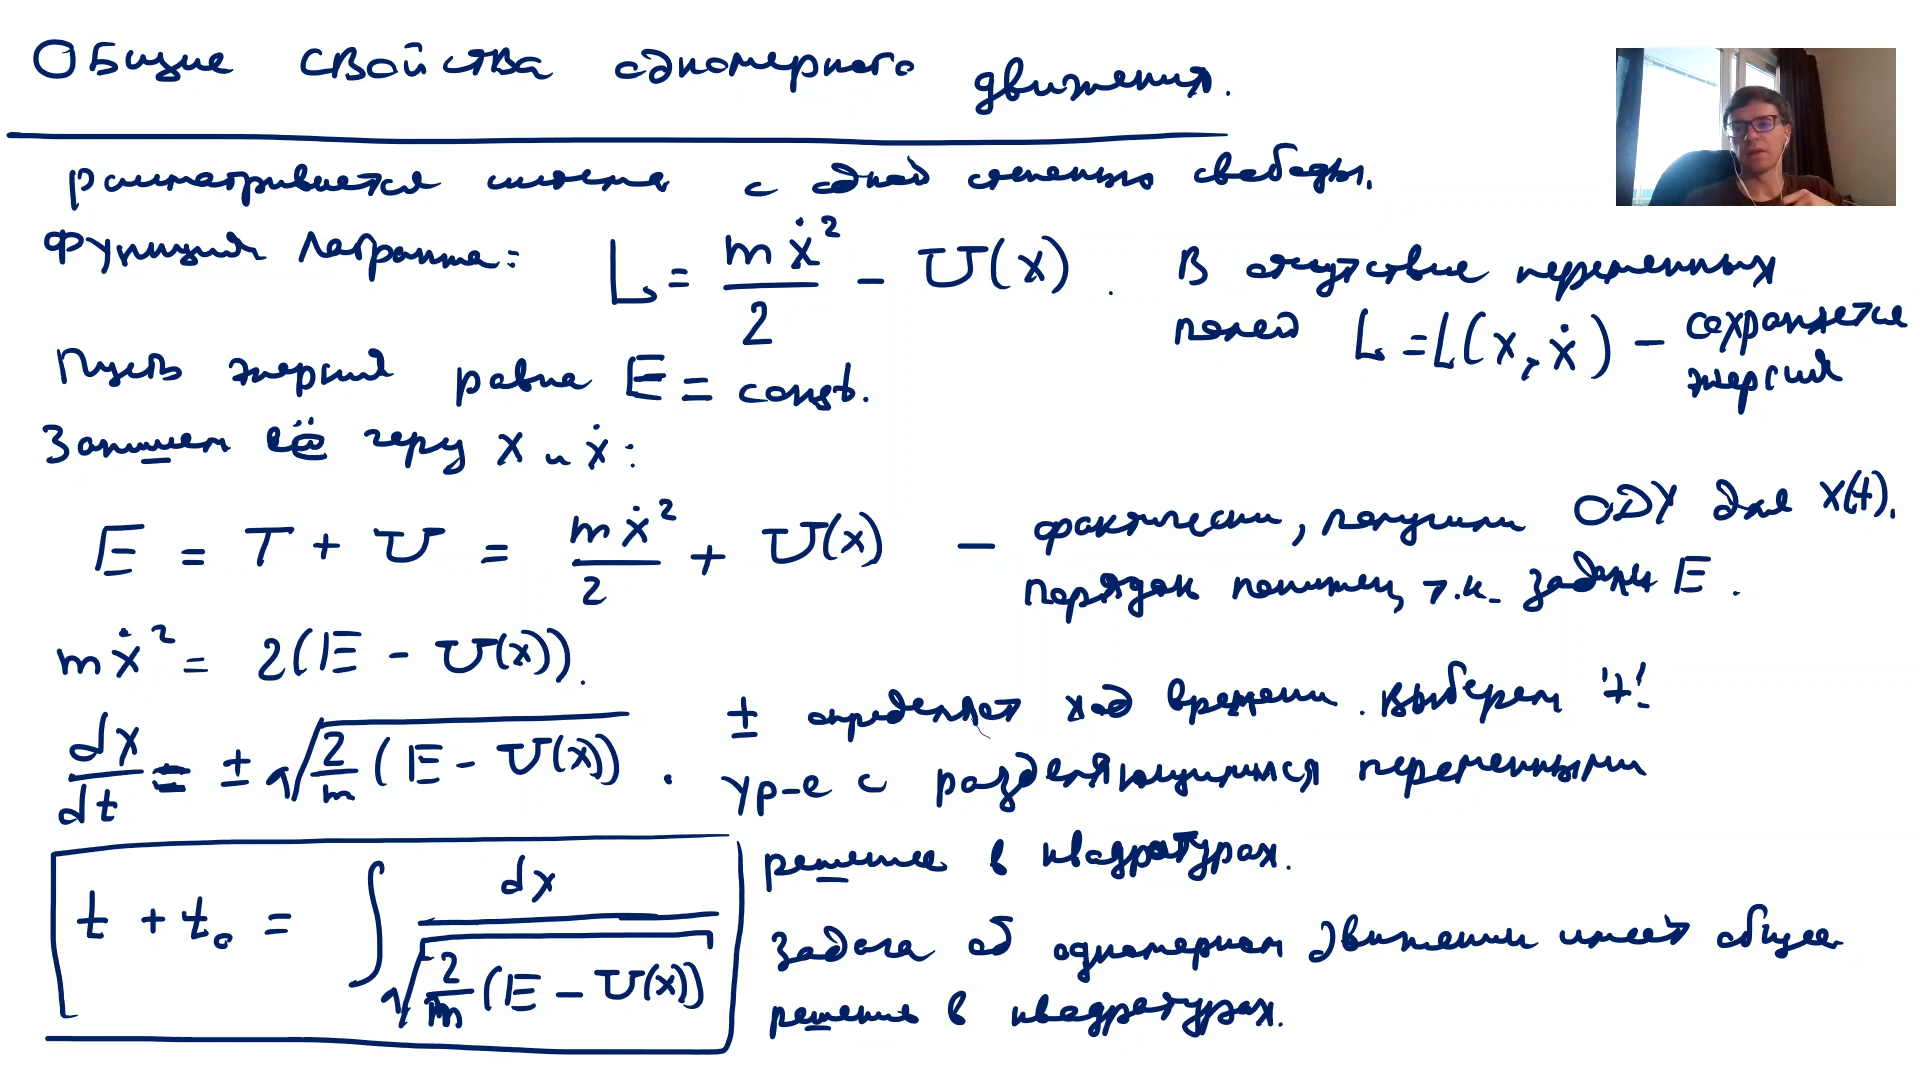 Общие свойства одномерного движения.
рассматривается система с одной степенью свободы.
Функция Лагранжа: L = mẋ²/2 − U(x). В отсутствие переменных
полей L = L(x, ẋ) − сохраняется
энергия
Пусть энергия равна E = const.
Запишем её через x и ẋ:
E = T + U = mẋ²/2 + U(x) − фактически, получили ОДУ для x(t).
порядок понижен, т.к. задали E.
mẋ² = 2(E − U(x)).
± определяет ход времени. Выберем '+'.
dx/dt = ± √(2/m (E − U(x))).
ур-е с разделяющимися переменными
решение в квадратурах.
t + t₀ = ∫ dx / √(2/m (E − U(x)))
Задача об одномерном движении имеет общее
решение в квадратурах.